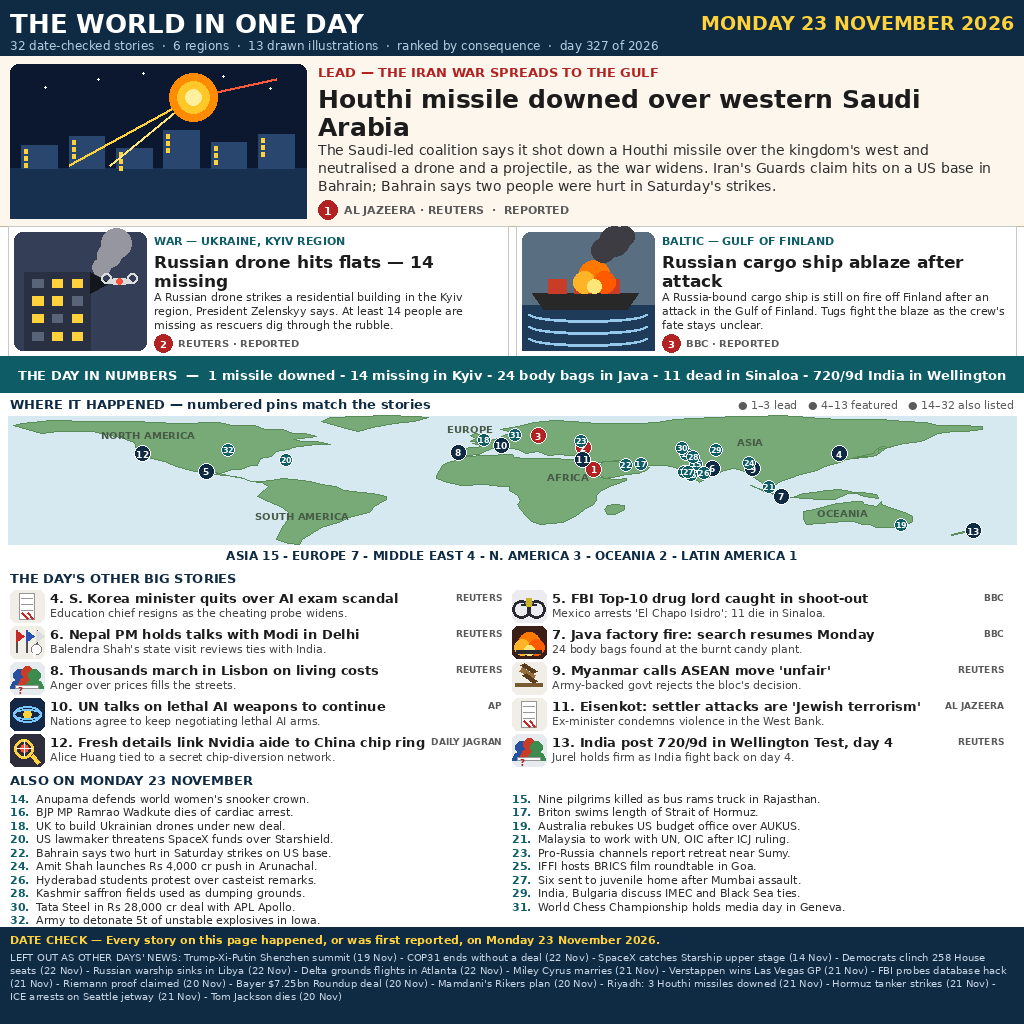 THE WORLD IN ONE DAY
MONDAY 23 NOVEMBER 2026
32 date-checked stories · 6 regions · 13 drawn illustrations · ranked by consequence · day 327 of 2026
LEAD — THE IRAN WAR SPREADS TO THE GULF
Houthi missile downed over western Saudi
Arabia
The Saudi-led coalition says it shot down a Houthi missile over the kingdom's west and
neutralised a drone and a projectile, as the war widens. Iran's Guards claim hits on a US base in
Bahrain; Bahrain says two people were hurt in Saturday's strikes.
1 AL JAZEERA · REUTERS · REPORTED
WAR — UKRAINE, KYIV REGION
Russian drone hits flats — 14
missing
A Russian drone strikes a residential building in the Kyiv
region, President Zelenskyy says. At least 14 people are
missing as rescuers dig through the rubble.
2 REUTERS · REPORTED
BALTIC — GULF OF FINLAND
Russian cargo ship ablaze after
attack
A Russia-bound cargo ship is still on fire off Finland after an
attack in the Gulf of Finland. Tugs fight the blaze as the crew's
fate stays unclear.
3 BBC · REPORTED
THE DAY IN NUMBERS — 1 missile downed - 14 missing in Kyiv - 24 body bags in Java - 11 dead in Sinaloa - 720/9d India in Wellington
WHERE IT HAPPENED — numbered pins match the stories
● 1–3 lead ● 4–13 featured ● 14–32 also listed
NORTH AMERICA
EUROPE
ASIA
AFRICA
SOUTH AMERICA
OCEANIA
12
32
20
5
8
18
10
31
3
23
11
1
22
17
30
28
29
26
27
24
21
7
4
19
13
ASIA 15 - EUROPE 7 - MIDDLE EAST 4 - N. AMERICA 3 - OCEANIA 2 - LATIN AMERICA 1
THE DAY'S OTHER BIG STORIES
4. S. Korea minister quits over AI exam scandal
REUTERS
Education chief resigns as the cheating probe widens.
5. FBI Top-10 drug lord caught in shoot-out
BBC
Mexico arrests 'El Chapo Isidro'; 11 die in Sinaloa.
6. Nepal PM holds talks with Modi in Delhi
REUTERS
Balendra Shah's state visit reviews ties with India.
7. Java factory fire: search resumes Monday
BBC
24 body bags found at the burnt candy plant.
8. Thousands march in Lisbon on living costs
REUTERS
Anger over prices fills the streets.
?
9. Myanmar calls ASEAN move 'unfair'
REUTERS
Army-backed govt rejects the bloc's decision.
10. UN talks on lethal AI weapons to continue
AP
Nations agree to keep negotiating lethal AI arms.
11. Eisenkot: settler attacks are 'Jewish terrorism'
AL JAZEERA
Ex-minister condemns violence in the West Bank.
12. Fresh details link Nvidia aide to China chip ring
DAILY JAGRAN
Alice Huang tied to a secret chip-diversion network.
13. India post 720/9d in Wellington Test, day 4
REUTERS
Jurel holds firm as India fight back on day 4.
?
ALSO ON MONDAY 23 NOVEMBER
14. Anupama defends world women's snooker crown.
15. Nine pilgrims killed as bus rams truck in Rajasthan.
16. BJP MP Ramrao Wadkute dies of cardiac arrest.
17. Briton swims length of Strait of Hormuz.
18. UK to build Ukrainian drones under new deal.
19. Australia rebukes US budget office over AUKUS.
20. US lawmaker threatens SpaceX funds over Starshield.
21. Malaysia to work with UN, OIC after ICJ ruling.
22. Bahrain says two hurt in Saturday strikes on US base.
23. Pro-Russia channels report retreat near Sumy.
24. Amit Shah launches Rs 4,000 cr push in Arunachal.
25. IFFI hosts BRICS film roundtable in Goa.
26. Hyderabad students protest over casteist remarks.
27. Six sent to juvenile home after Mumbai assault.
28. Kashmir saffron fields used as dumping grounds.
29. India, Bulgaria discuss IMEC and Black Sea ties.
30. Tata Steel in Rs 28,000 cr deal with APL Apollo.
31. World Chess Championship holds media day in Geneva.
32. Army to detonate 5t of unstable explosives in Iowa.
DATE CHECK — Every story on this page happened, or was first reported, on Monday 23 November 2026.
LEFT OUT AS OTHER DAYS' NEWS: Trump-Xi-Putin Shenzhen summit (19 Nov) - COP31 ends without a deal (22 Nov) - SpaceX catches Starship upper stage (14 Nov) - Democrats clinch 258 House
seats (22 Nov) - Russian warship sinks in Libya (22 Nov) - Delta grounds flights in Atlanta (22 Nov) - Miley Cyrus marries (21 Nov) - Verstappen wins Las Vegas GP (21 Nov) - FBI probes database hack
(21 Nov) - Riemann proof claimed (20 Nov) - Bayer $7.25bn Roundup deal (20 Nov) - Mamdani's Rikers plan (20 Nov) - Riyadh: 3 Houthi missiles downed (21 Nov) - Hormuz tanker strikes (21 Nov) -
ICE arrests on Seattle jetway (21 Nov) - Tom Jackson dies (20 Nov)